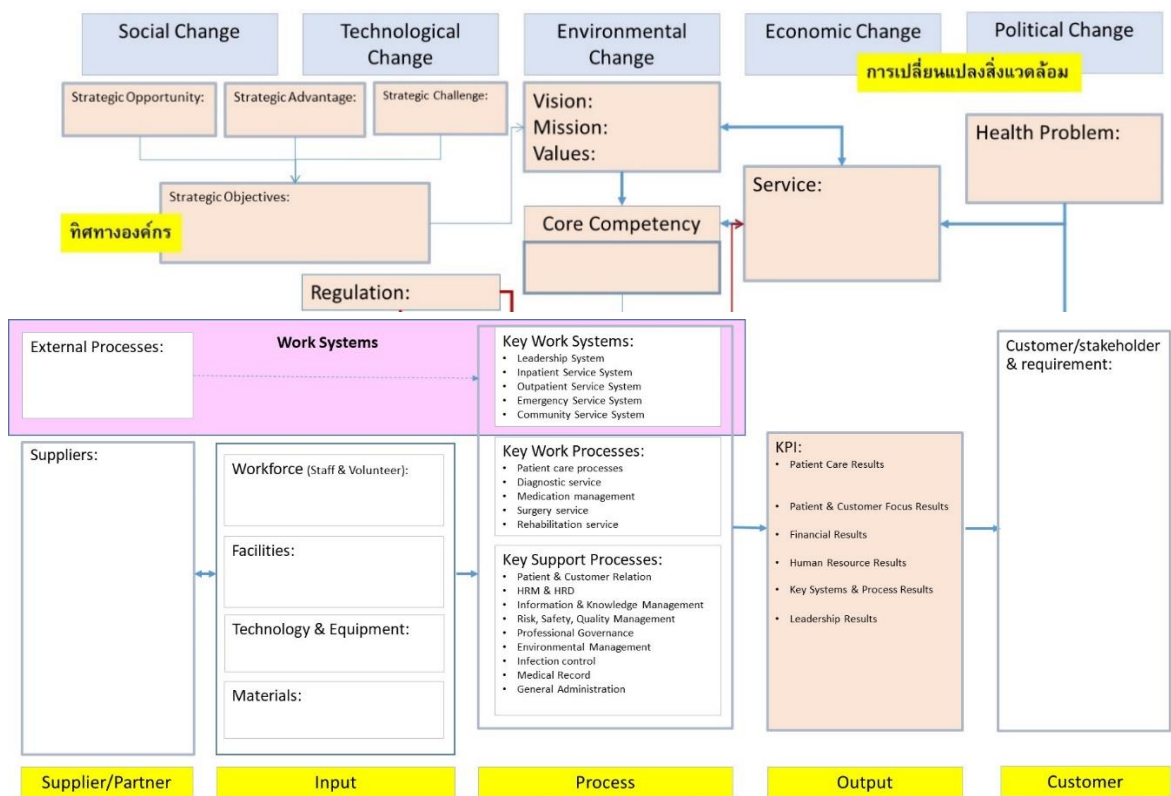 Social Change
Technological
Change
Environmental
Change
Economic Change
Political Change
การเปลี่ยนแปลงสิ่งแวดล้อม
Strategic Opportunity:
Strategic Advantage:
Strategic Challenge:
Vision:
Mission:
Values:
Health Problem:
Strategic Objectives:
Service:
ทิศทางองค์กร
Core Competency
Regulation:
External Processes:
Work Systems
Key Work Systems:
• Leadership System
• Inpatient Service System
• Outpatient Service System
• Emergency Service System
• Community Service System
Customer/stakeholder
& requirement:
Suppliers:
Workforce (Staff & Volunteer):
Facilities:
Technology & Equipment:
Materials:
Key Work Processes:
• Patient care processes
• Diagnostic service
• Medication management
• Surgery service
• Rehabilitation service
Key Support Processes:
• Patient & Customer Relation
• HRM & HRD
• Information & Knowledge Management
• Risk, Safety, Quality Management
• Professional Governance
• Environmental Management
• Infection control
• Medical Record
• General Administration
KPI:
• Patient Care Results
• Patient & Customer Focus Results
• Financial Results
• Human Resource Results
• Key Systems & Process Results
• Leadership Results
Supplier/Partner
Input
Process
Output
Customer